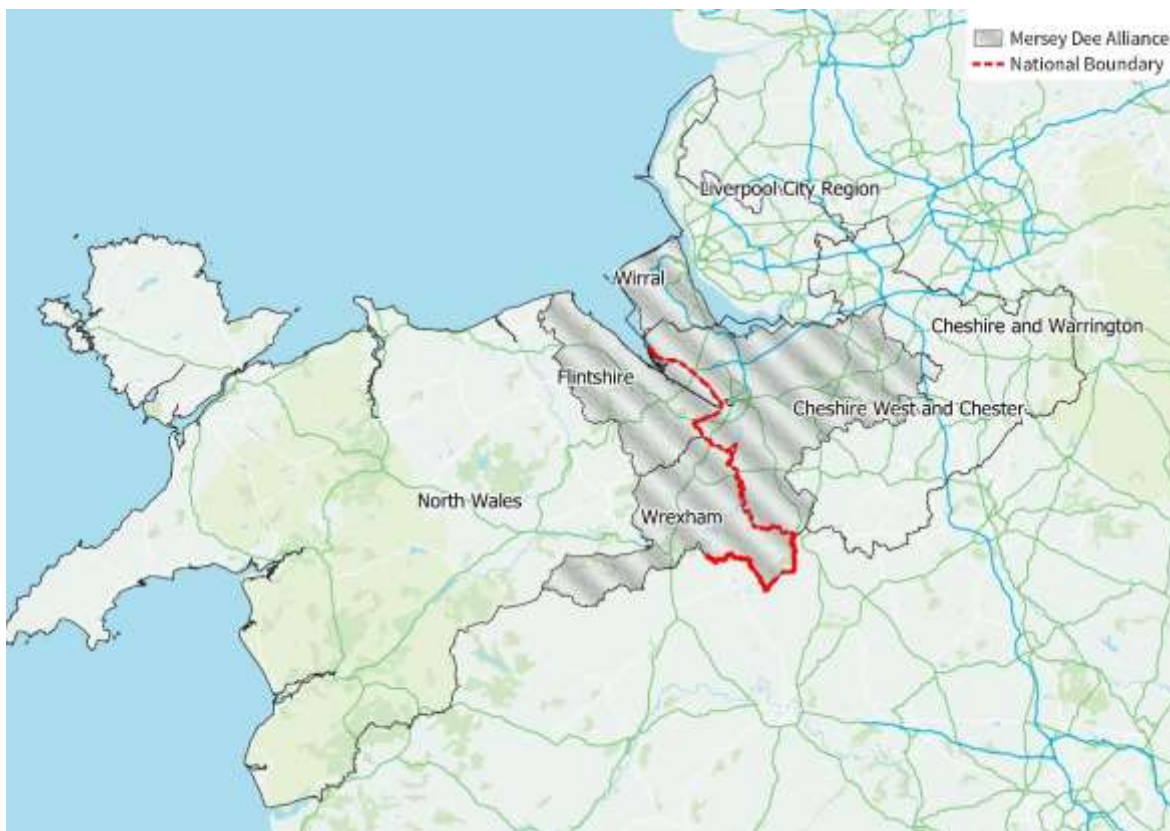 Mersey Dee Alliance
National Boundary
Liverpool City Region
Wirral
Cheshire and Warrington
Flintshire
Cheshire West and Chester
North Wales
Wrexham